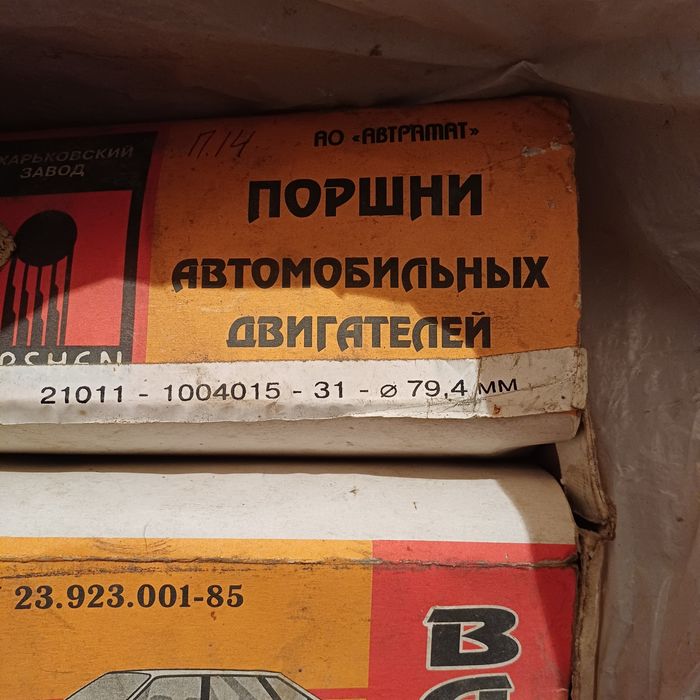 П.14
АО «АВТРАМАТ»
ХАРЬКОВСКИЙ
ЗАВОД
ПОРШНИ
АВТОМОБИЛЬНЫХ
ДВИГАТЕЛЕЙ
21011 - 1004015 - 31 - ø 79,4 мм
23.923.001-85
В